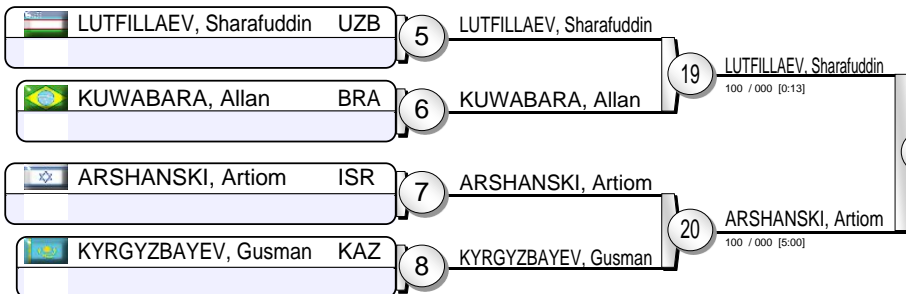 LUTFILLAEV, Sharafuddin UZB
5
LUTFILLAEV, Sharafuddin
19
LUTFILLAEV, Sharafuddin
100 / 000 [0:13]
KUWABARA, Allan BRA
6
KUWABARA, Allan
ARSHANSKI, Artiom ISR
7
ARSHANSKI, Artiom
20
ARSHANSKI, Artiom
100 / 000 [5:00]
KYRGYZBAYEV, Gusman KAZ
8
KYRGYZBAYEV, Gusman